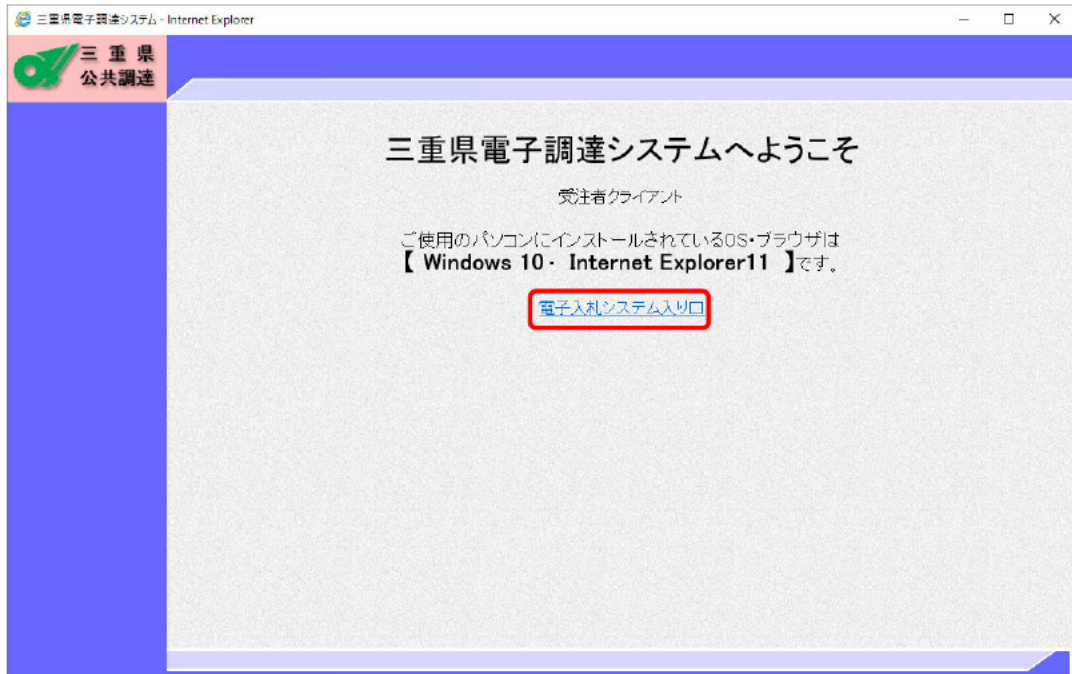 三重県電子調達システム - Internet Explorer
三重県
公共調達
三重県電子調達システムへようこそ
受注者クライアント
ご使用のパソコンにインストールされているOS・ブラウザは
【 Windows 10・ Internet Explorer11 】です。
電子入札システム入り口